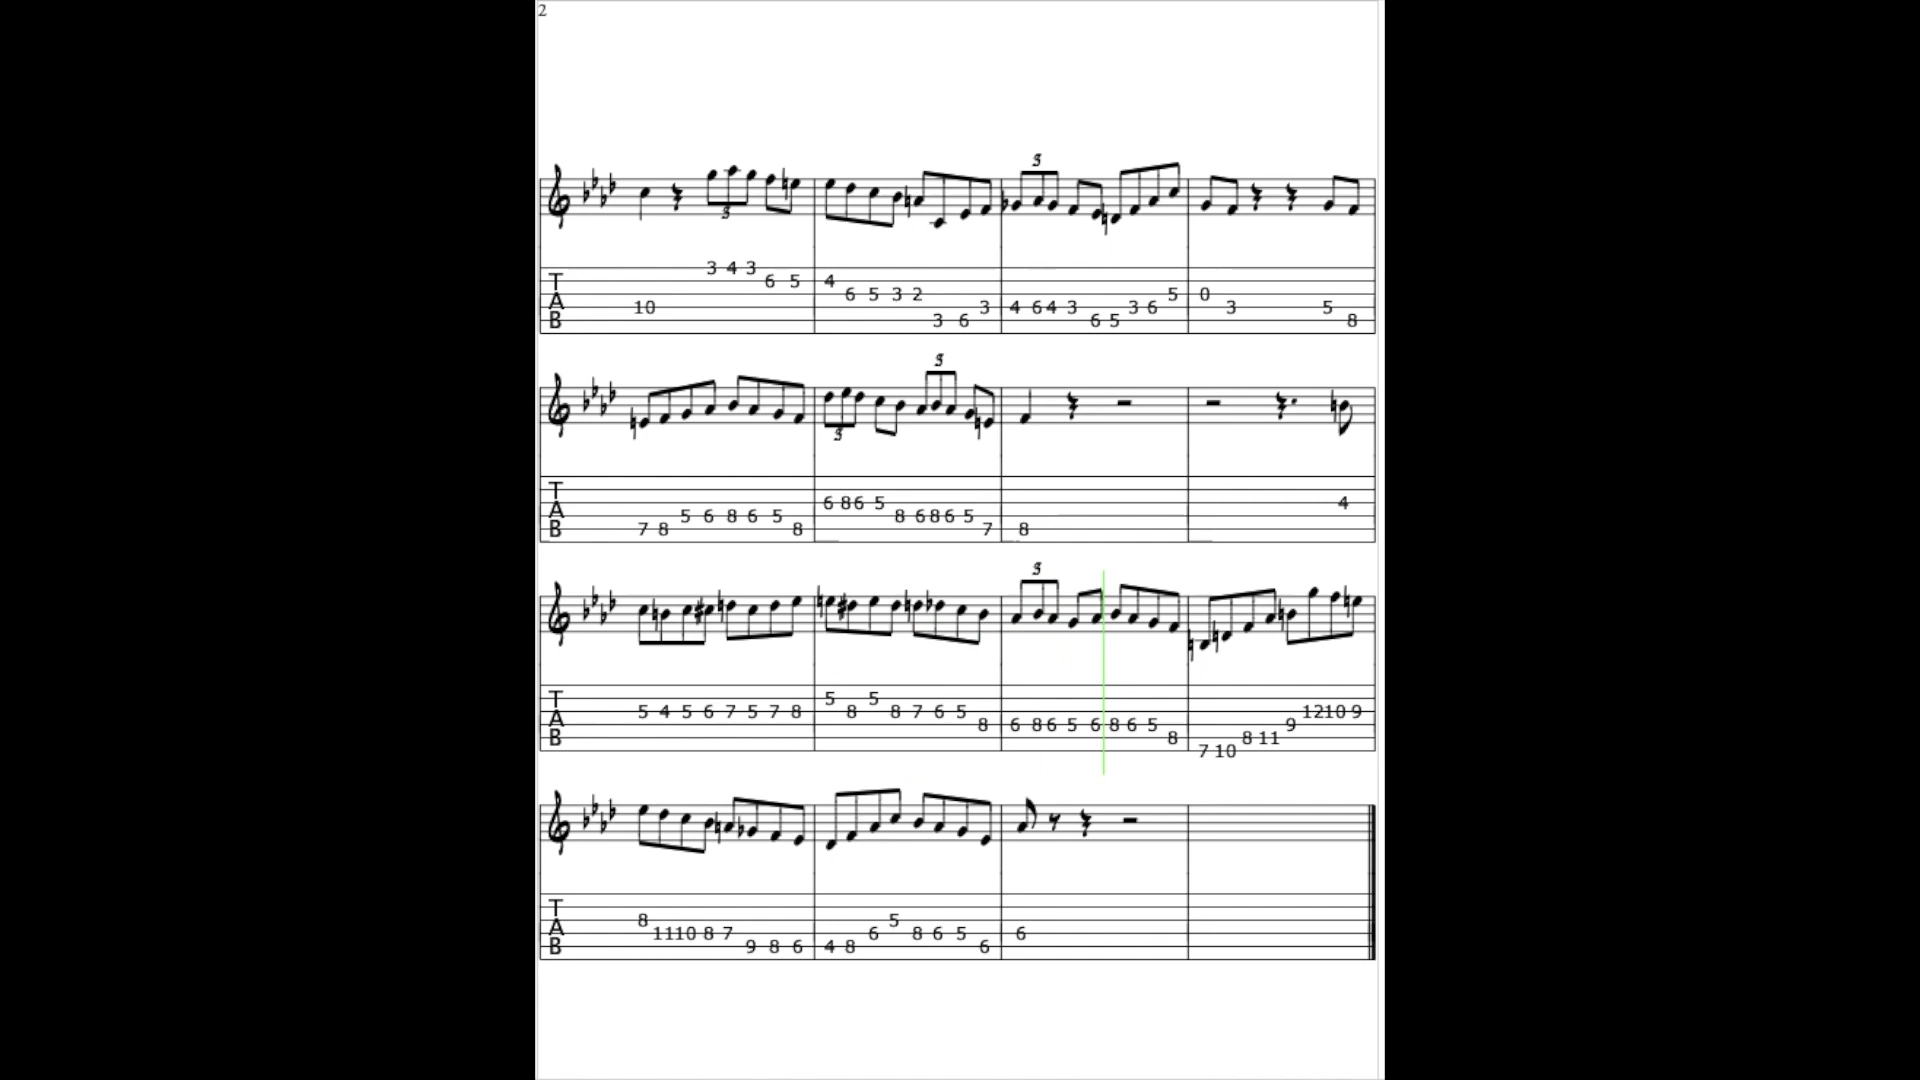 2
3
3
T A B
3 4 3
6 5 4
6 5 3 2 5 0
10 3 4 6 4 3 3 6 3 5
3 6 6 5 8
3
3
T A B
6 8 6 5 4
5 6 8 6 5 8 6 8 6 5
7 8 8 7 8
3
T A B
5 5
5 4 5 6 7 5 7 8 8 8 7 6 5 12 10 9
8 6 8 6 5 6 8 6 5 9
8 8 11
7 10
T A B
8 5
11 10 8 7 6 8 6 5 6
9 8 6 4 8 6